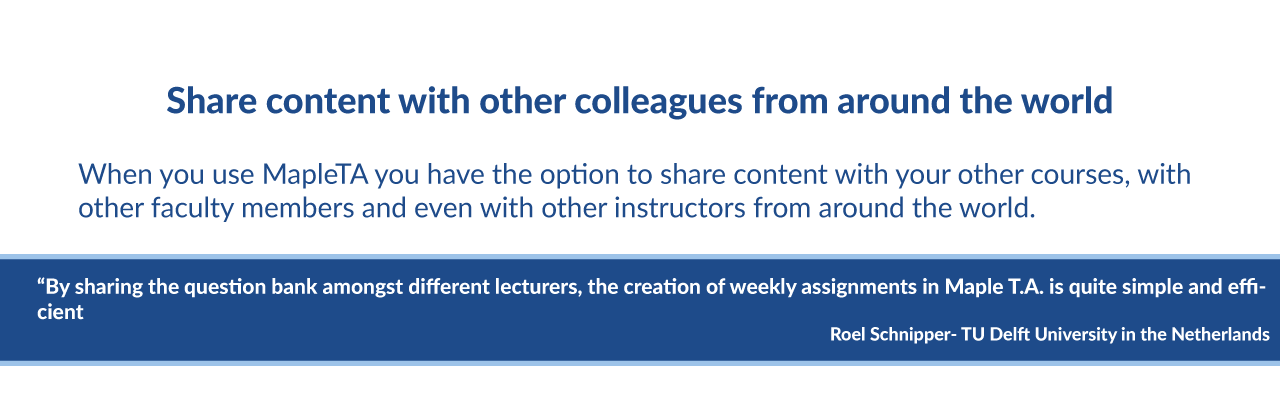 Share content with other colleagues from around the world
When you use MapleTA you have the option to share content with your other courses, with
other faculty members and even with other instructors from around the world.
“By sharing the question bank amongst different lecturers, the creation of weekly assignments in Maple T.A. is quite simple and effi-
cient
Roel Schnipper- TU Delft University in the Netherlands